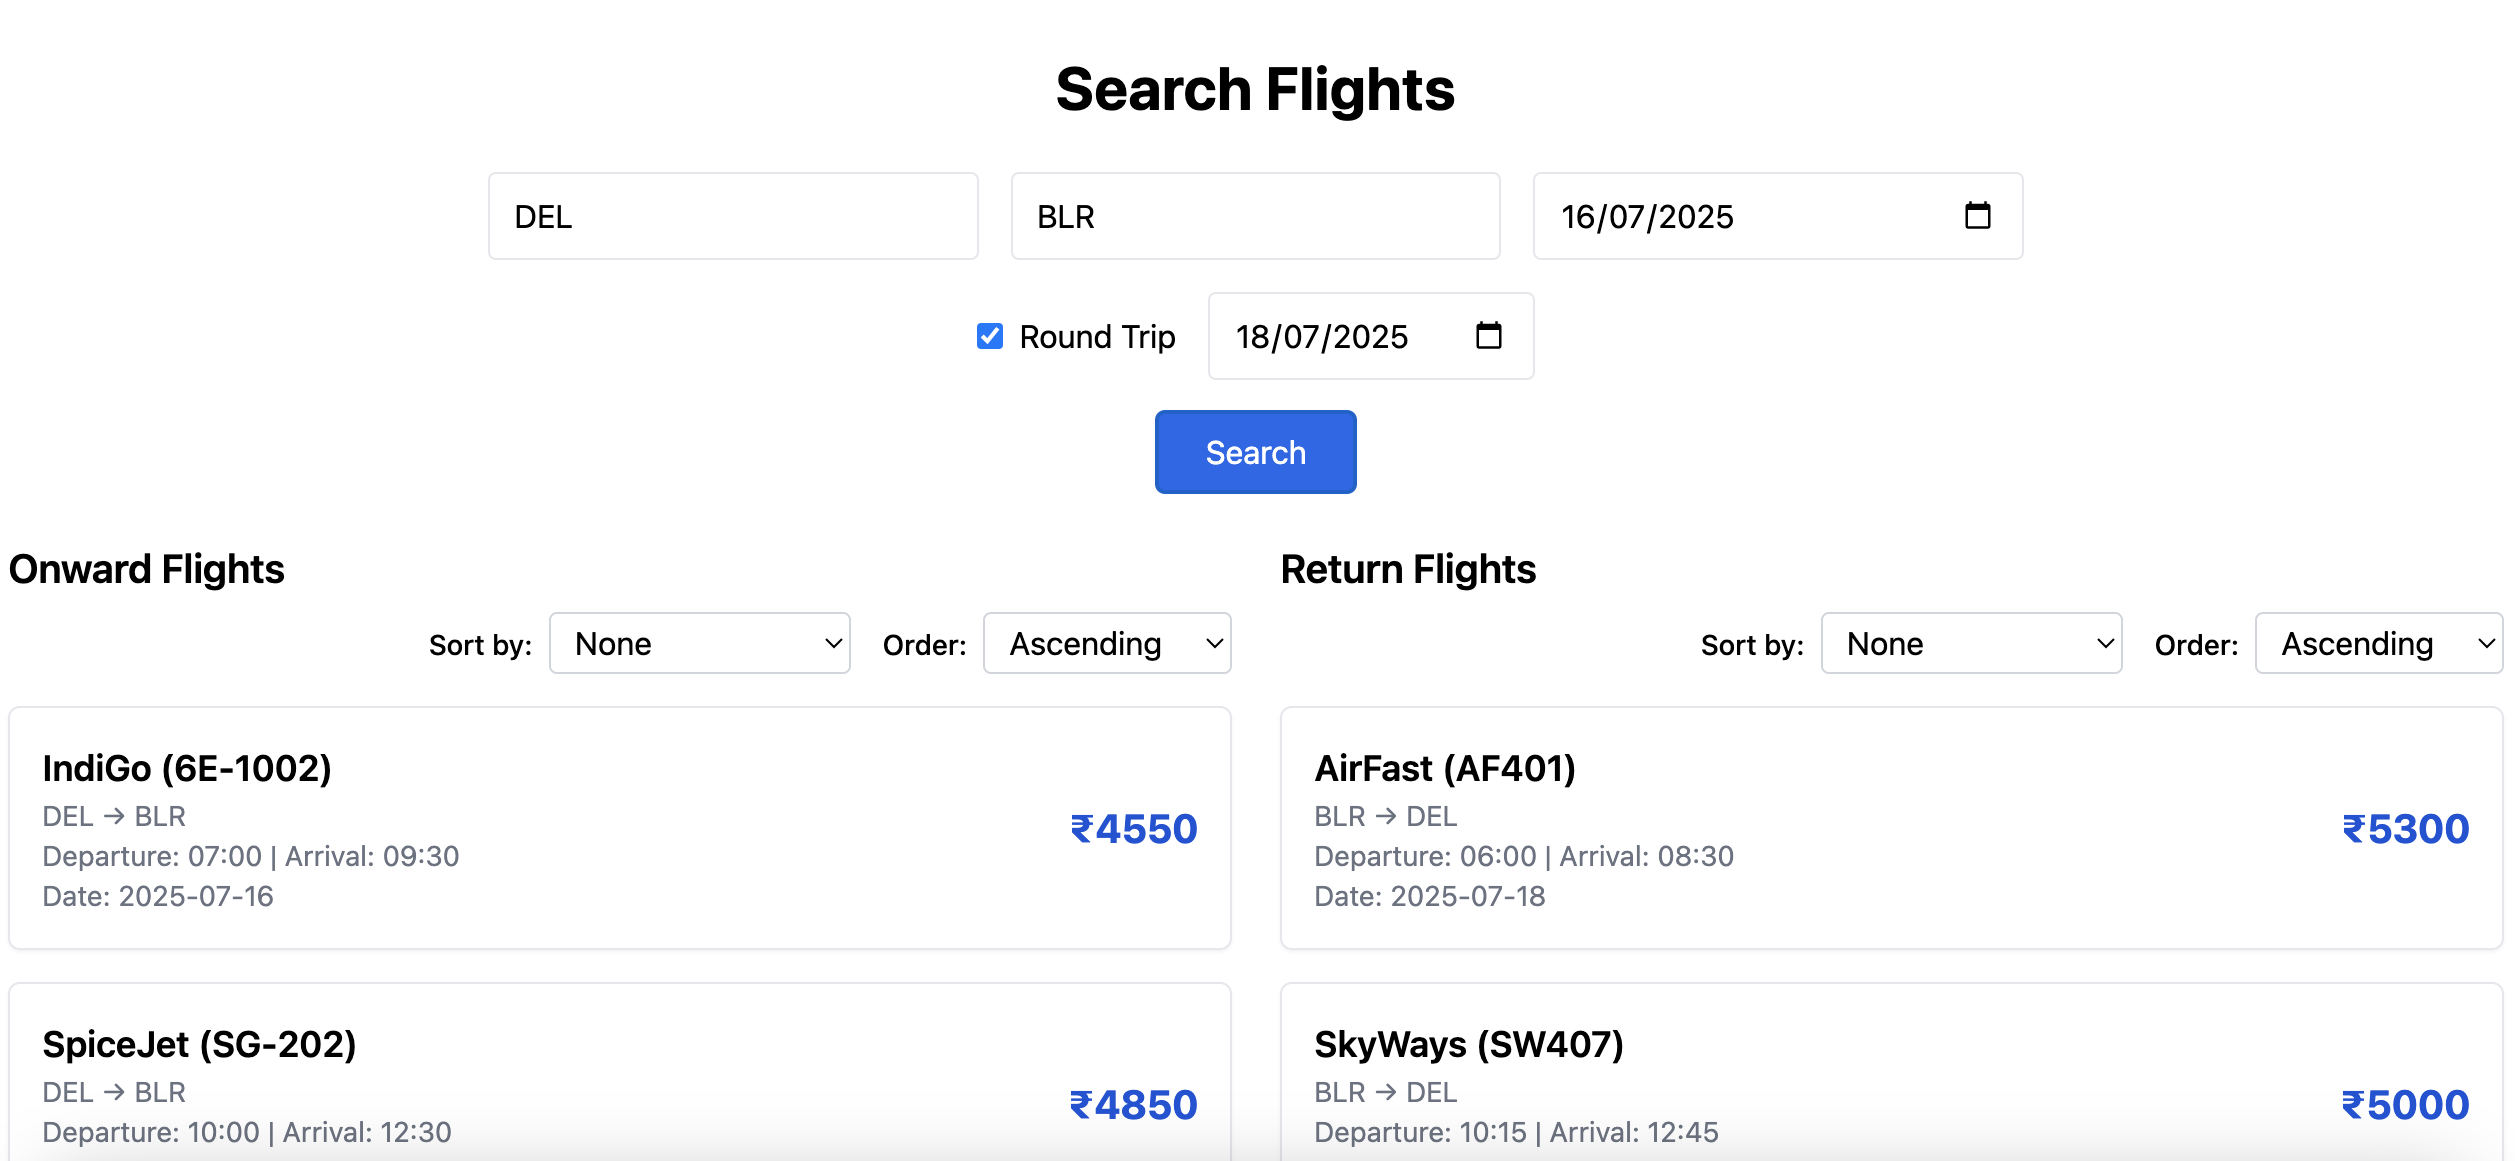 Search Flights
DEL
BLR
16/07/2025
Round Trip
18/07/2025
Search
Onward Flights
Sort by: None Order: Ascending
IndiGo (6E-1002)
DEL → BLR
Departure: 07:00 | Arrival: 09:30
Date: 2025-07-16
₹4550
SpiceJet (SG-202)
DEL → BLR
Departure: 10:00 | Arrival: 12:30
₹4850
Return Flights
Sort by: None Order: Ascending
AirFast (AF401)
BLR → DEL
Departure: 06:00 | Arrival: 08:30
Date: 2025-07-18
₹5300
SkyWays (SW407)
BLR → DEL
Departure: 10:15 | Arrival: 12:45
₹5000